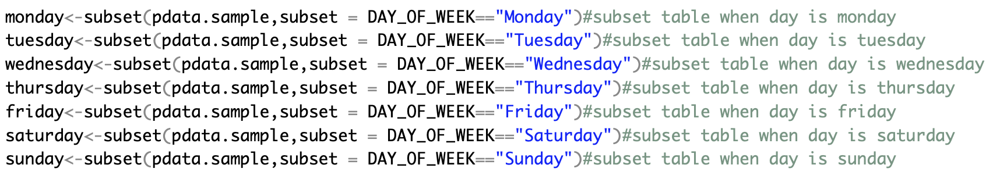 monday<-subset(pdata.sample,subset = DAY_OF_WEEK=="Monday")#subset table when day is monday
tuesday<-subset(pdata.sample,subset = DAY_OF_WEEK=="Tuesday")#subset table when day is tuesday
wednesday<-subset(pdata.sample,subset = DAY_OF_WEEK=="Wednesday")#subset table when day is wednesday
thursday<-subset(pdata.sample,subset = DAY_OF_WEEK=="Thursday")#subset table when day is thursday
friday<-subset(pdata.sample,subset = DAY_OF_WEEK=="Friday")#subset table when day is friday
saturday<-subset(pdata.sample,subset = DAY_OF_WEEK=="Saturday")#subset table when day is saturday
sunday<-subset(pdata.sample,subset = DAY_OF_WEEK=="Sunday")#subset table when day is sunday